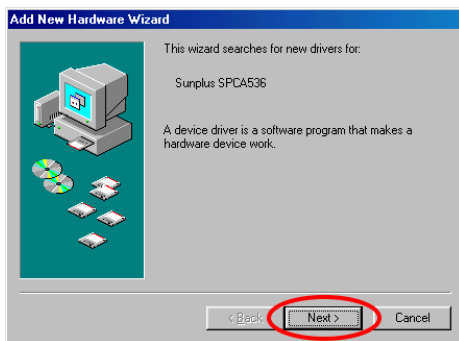 Add New Hardware Wizard
This wizard searches for new drivers for:
Sunplus SPCA536
A device driver is a software program that makes a
hardware device work.
< Back Next > Cancel